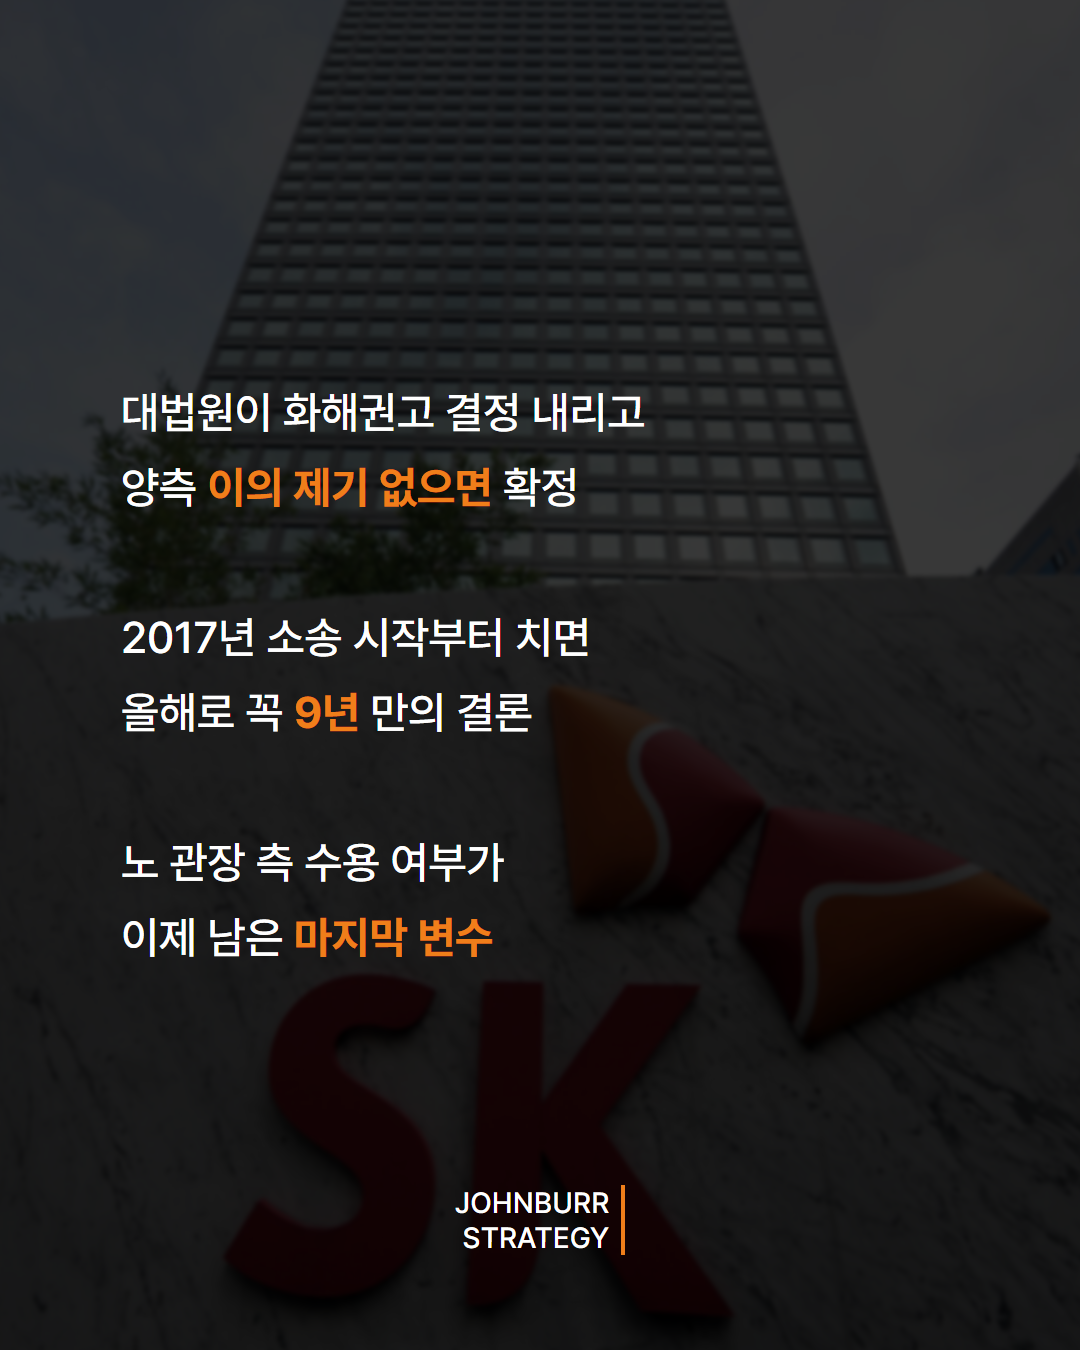 대법원이 화해권고 결정 내리고
양측 이의 제기 없으면 확정
2017년 소송 시작부터 치면
올해로 꼭 9년 만의 결론
노 관장 측 수용 여부가
이제 남은 마지막 변수
SK
JOHNBURR
STRATEGY